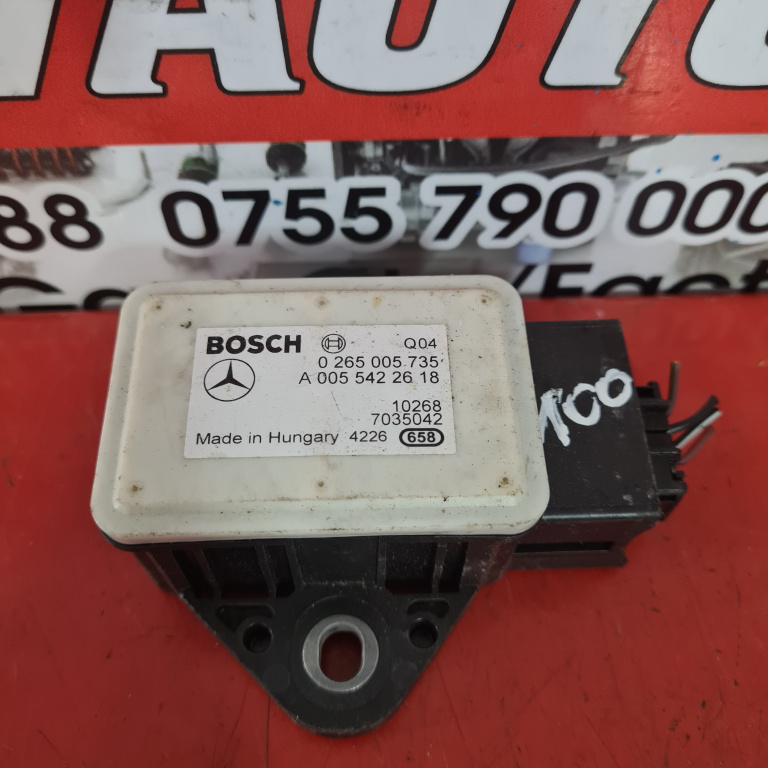 AUTO
88 0755 790 000
BOSCH Q04
0 265 005 735
A 005 542 26 18
10268
7035042
Made in Hungary 4226 658
100